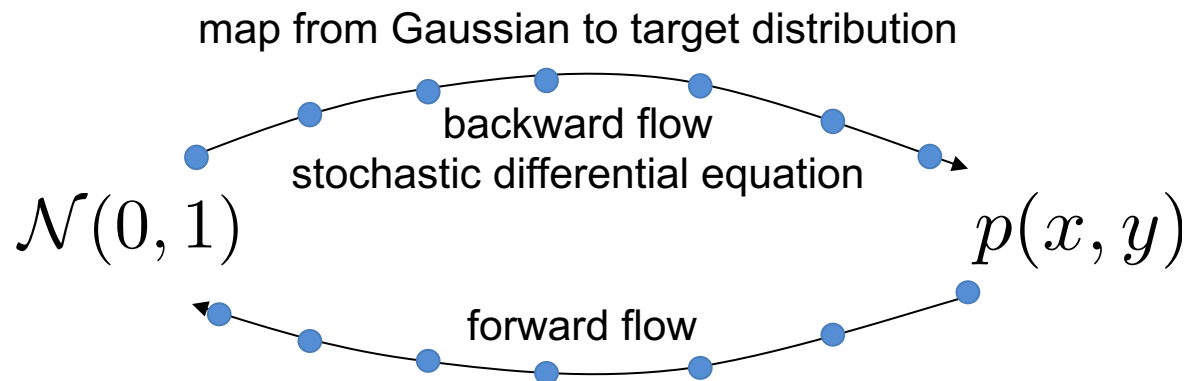 map from Gaussian to target distribution
backward flow
stochastic differential equation
𝒩(0, 1)
p(x, y)
forward flow